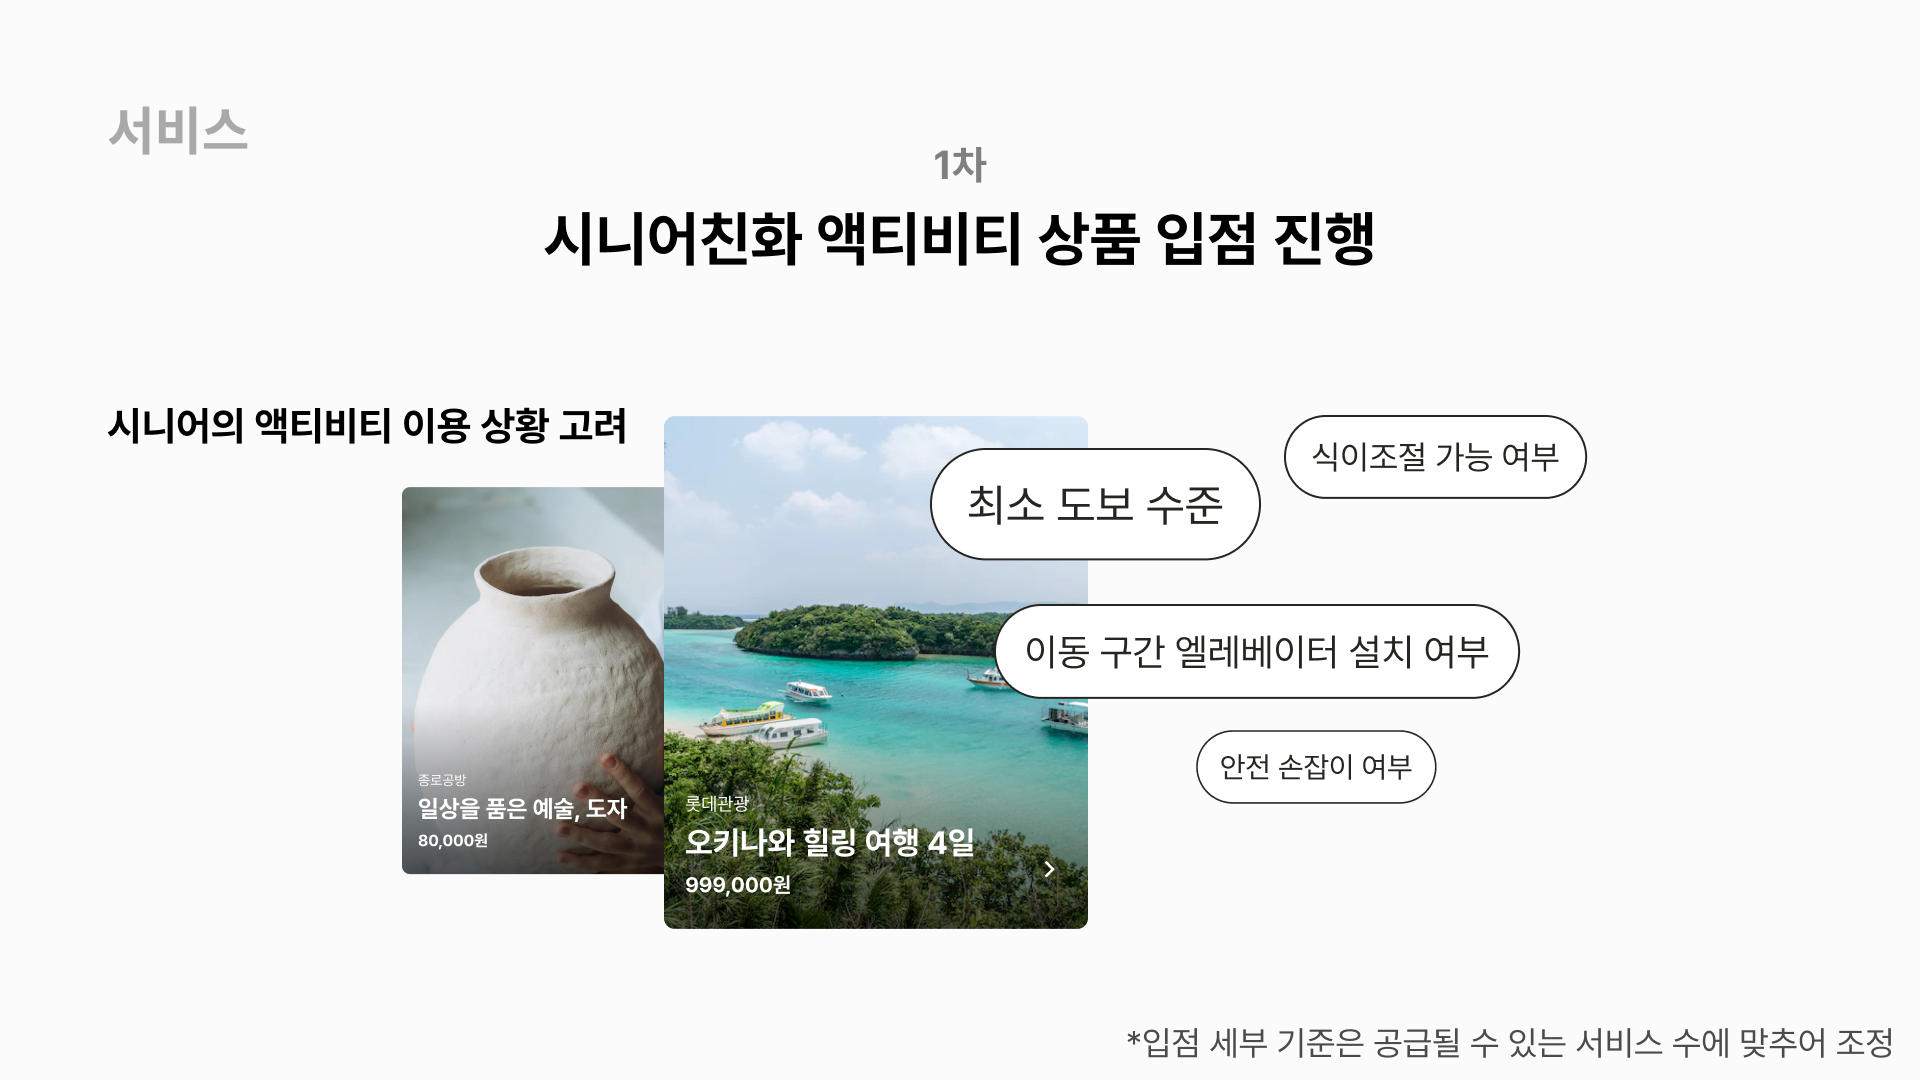 서비스
1차
시니어친화 액티비티 상품 입점 진행
시니어의 액티비티 이용 상황 고려
식이조절 가능 여부
최소 도보 수준
이동 구간 엘레베이터 설치 여부
안전 손잡이 여부
종로공방
일상을 품은 예술, 도자
80,000원
롯데관광
오키나와 힐링 여행 4일
999,000원
*입점 세부 기준은 공급될 수 있는 서비스 수에 맞추어 조정